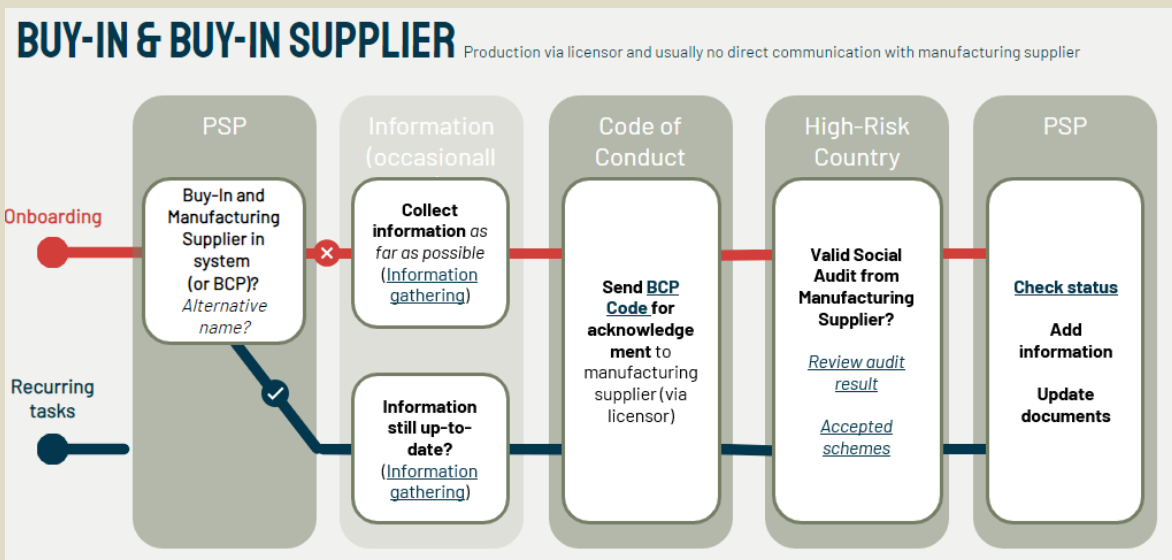 BUY-IN & BUY-IN SUPPLIER
Production via licensor and usually no direct communication with manufacturing supplier
PSP
Information
(occasionall
Code of
Conduct
High-Risk
Country
PSP
Onboarding
Recurring
tasks
Buy-In and
Manufacturing
Supplier in
system
(or BCP)?
Alternative
name?
Collect
information as
far as possible
(Information
gathering)
Information
still up-to-
date?
(Information
gathering)
Send BCP
Code for
acknowledge
ment to
manufacturing
supplier (via
licensor)
Valid Social
Audit from
Manufacturing
Supplier?
Review audit
result
Accepted
schemes
Check status
Add
information
Update
documents